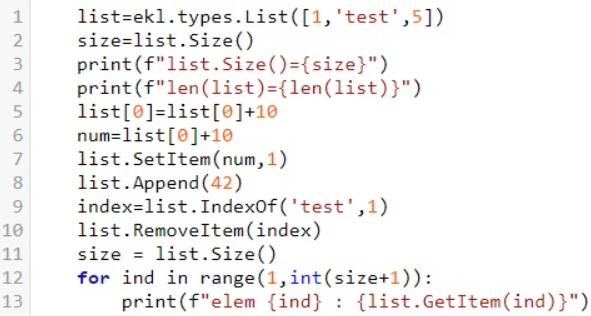 1 list=ekl.types.List([1,'test',5])
2 size=list.Size()
3 print(f"list.Size()={size}")
4 print(f"len(list)={len(list)}")
5 list[0]=list[0]+10
6 num=list[0]+10
7 list.SetItem(num,1)
8 list.Append(42)
9 index=list.IndexOf('test',1)
10 list.RemoveItem(index)
11 size = list.Size()
12 for ind in range(1,int(size+1)):
13 print(f"elem {ind} : {list.GetItem(ind)}")